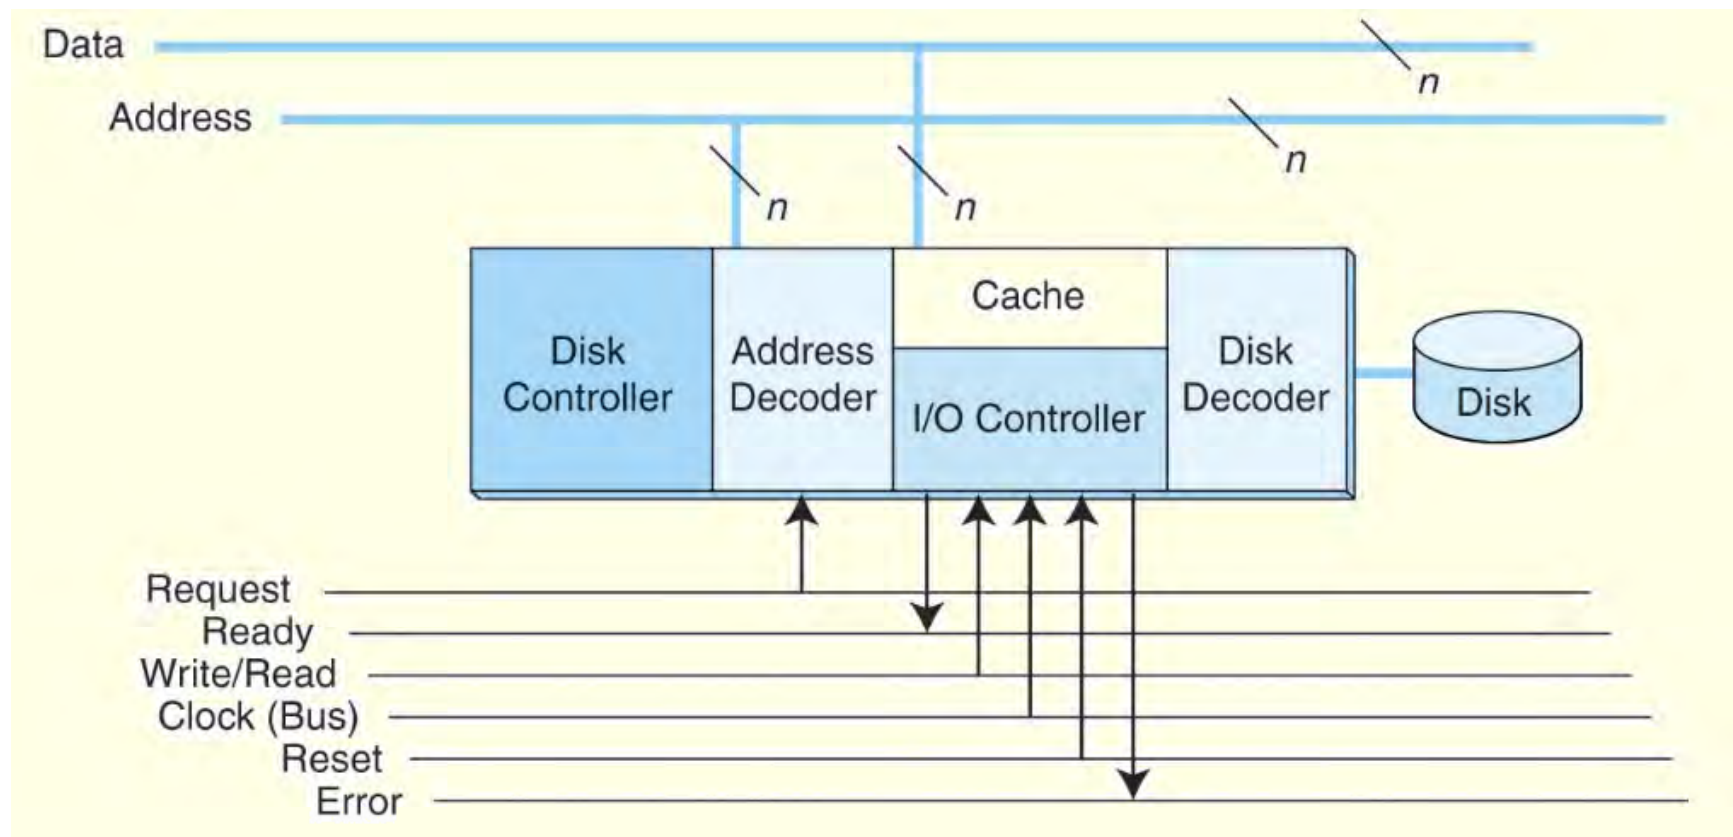 Data
n
Address
n
n
n
Cache
Disk
Controller
Address
Decoder
I/O Controller
Disk
Decoder
Disk
Request
Ready
Write/Read
Clock (Bus)
Reset
Error